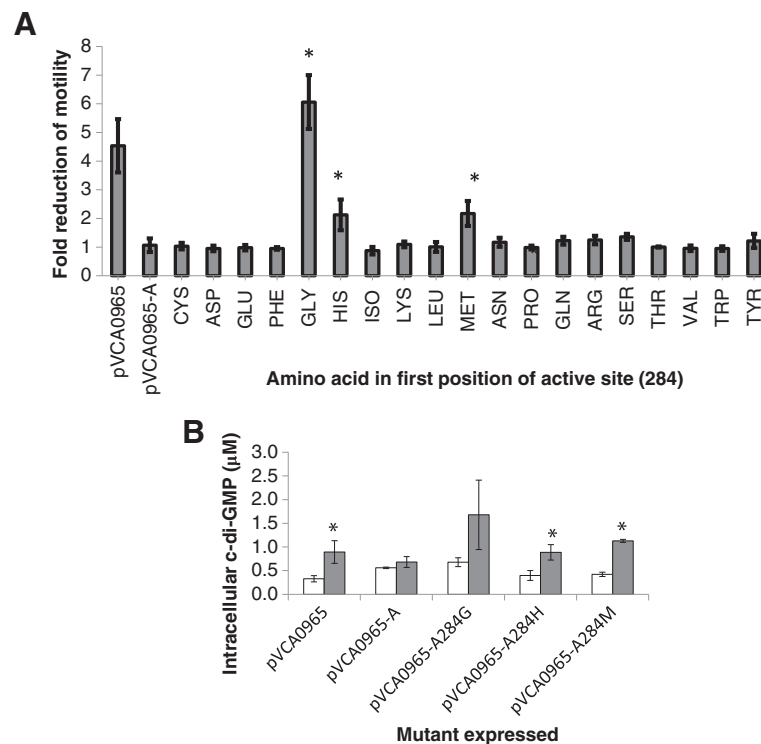 A
Fold reduction of motility
8
7
6
5
4
3
2
1
0
*
*
*
pVCA0965
pVCA0965-A
CYS
ASP
GLU
PHE
GLY
HIS
ISO
LYS
LEU
MET
ASN
PRO
GLN
ARG
SER
THR
VAL
TRP
TYR
Amino acid in first position of active site (284)
B
Intracellular c-di-GMP (µM)
3.0
2.5
2.0
1.5
1.0
0.5
0.0
*
*
*
pVCA0965
pVCA0965-A
pVCA0965-A284G
pVCA0965-A284H
pVCA0965-A284M
Mutant expressed